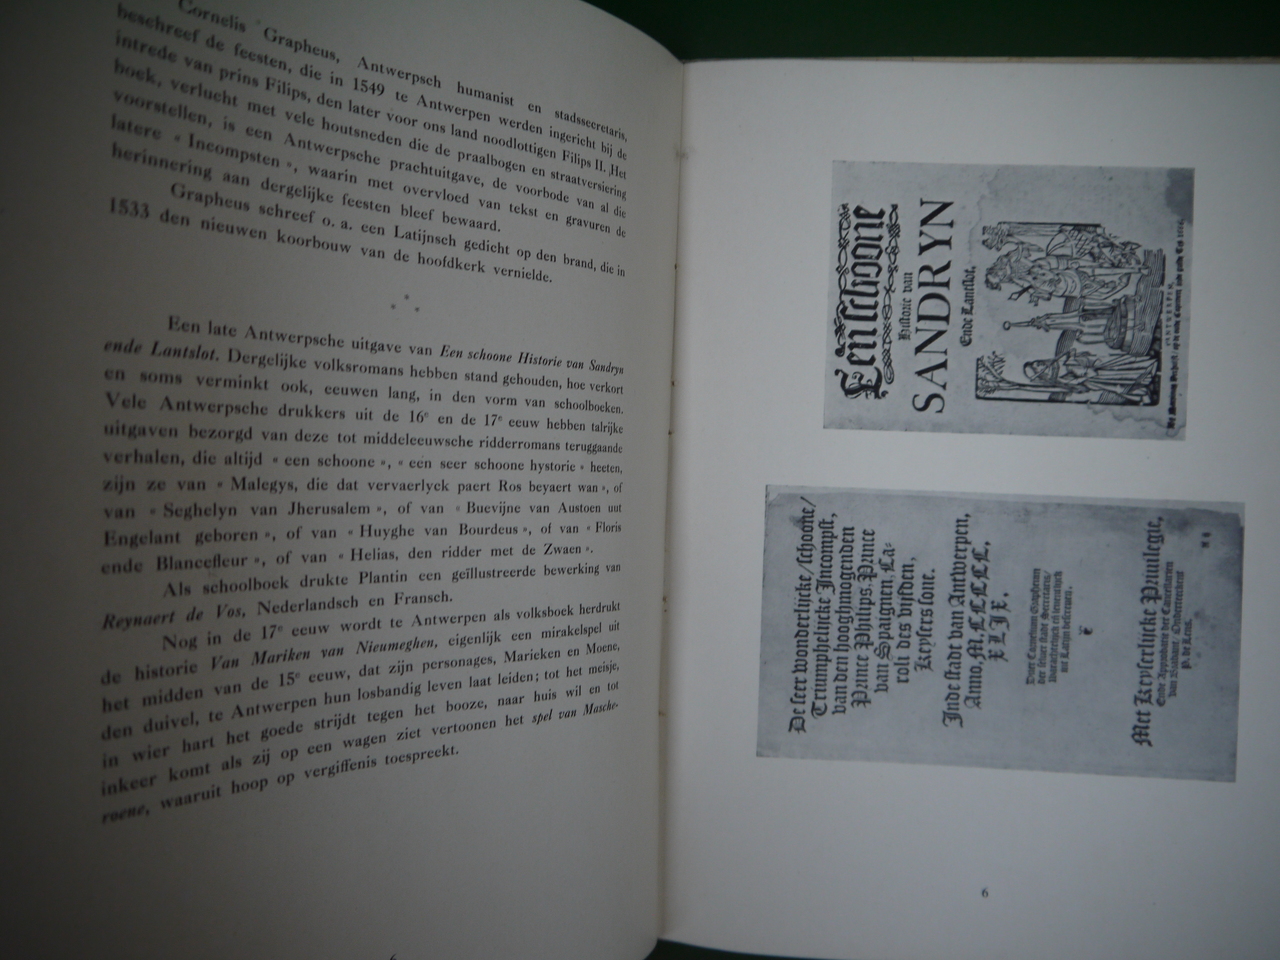 Cornelis Grapheus, Antwerpsch humanist en stadssecretaris,
beschreef de feesten, die in 1549 te Antwerpen werden ingericht bij de
intrede van prins Filips, den later voor ons land noodlottigen Filips II. Het
boek, verlucht met vele houtsneden die de praalbogen en straatversiering
voorstellen, is een Antwerpsche prachtuitgave, de voorbode van al die
latere « Incompsten », waarin met overvloed van tekst en gravuren de
herinnering aan dergelijke feesten bleef bewaard.
Grapheus schreef o. a. een Latijnsch gedicht op den brand, die in
1533 den nieuwen koorbouw van de hoofdkerk vernielde.
Een late Antwerpsche uitgave van Een schoone Historie van Sandryn
ende Lantslot. Dergelijke volksromans hebben stand gehouden, hoe verkort
en soms verminkt ook, eeuwen lang, in den vorm van schoolboeken.
Vele Antwerpsche drukkers uit de 16e en de 17e eeuw hebben talrijke
uitgaven bezorgd van deze tot middeleeuwsche ridderromans teruggaande
verhalen, die altijd « een schoone », « een seer schoone hystorie » heeten,
zijn ze van « Malegys, die dat vervaerlyck paert Ros beyaert wan », of
van « Seghelyn van Jherusalem », of van « Buevijne van Austoen uut
Engelant geboren », of van « Huyghe van Bourdeus », of van « Floris
ende Blancefleur », of van « Helias, den ridder met de Zwaen ».
Als schoolboek drukte Plantin een geïllustreerde bewerking van
Reynaert de Vos, Nederlandsch en Fransch.
Nog in de 17e eeuw wordt te Antwerpen als volksboek herdrukt
de historie Van Mariken van Nieumeghen, eigenlijk een mirakelspel uit
het midden van de 15e eeuw, dat zijn personages, Marieken en Moene,
den duivel, te Antwerpen hun losbandig leven laat leiden; tot het meisje,
in wier hart het goede strijdt tegen het booze, naar huis wil en tot
inkeer komt als zij op een wagen ziet vertoonen het spel van Masche-
roene, waaruit hoop op vergiffenis toespreekt.
Een schoone
Historie van
SANDRYN
Ende Lantslot,
De seer wonderlijcke / schoone /
Triumphelijcke Incompst,
van den hooghmogenden
Prince Philips, Prince
van Spaignen, Ca-
roli des vijfden,
Keysers sone.
Inde stadt van Antwerpen,
Anno, M.CCCCC,
XLIX.
Duer Cornelium Grapheum
der seluer stadt Secretaris
Met Keyserlijcke Priuilegie,
6